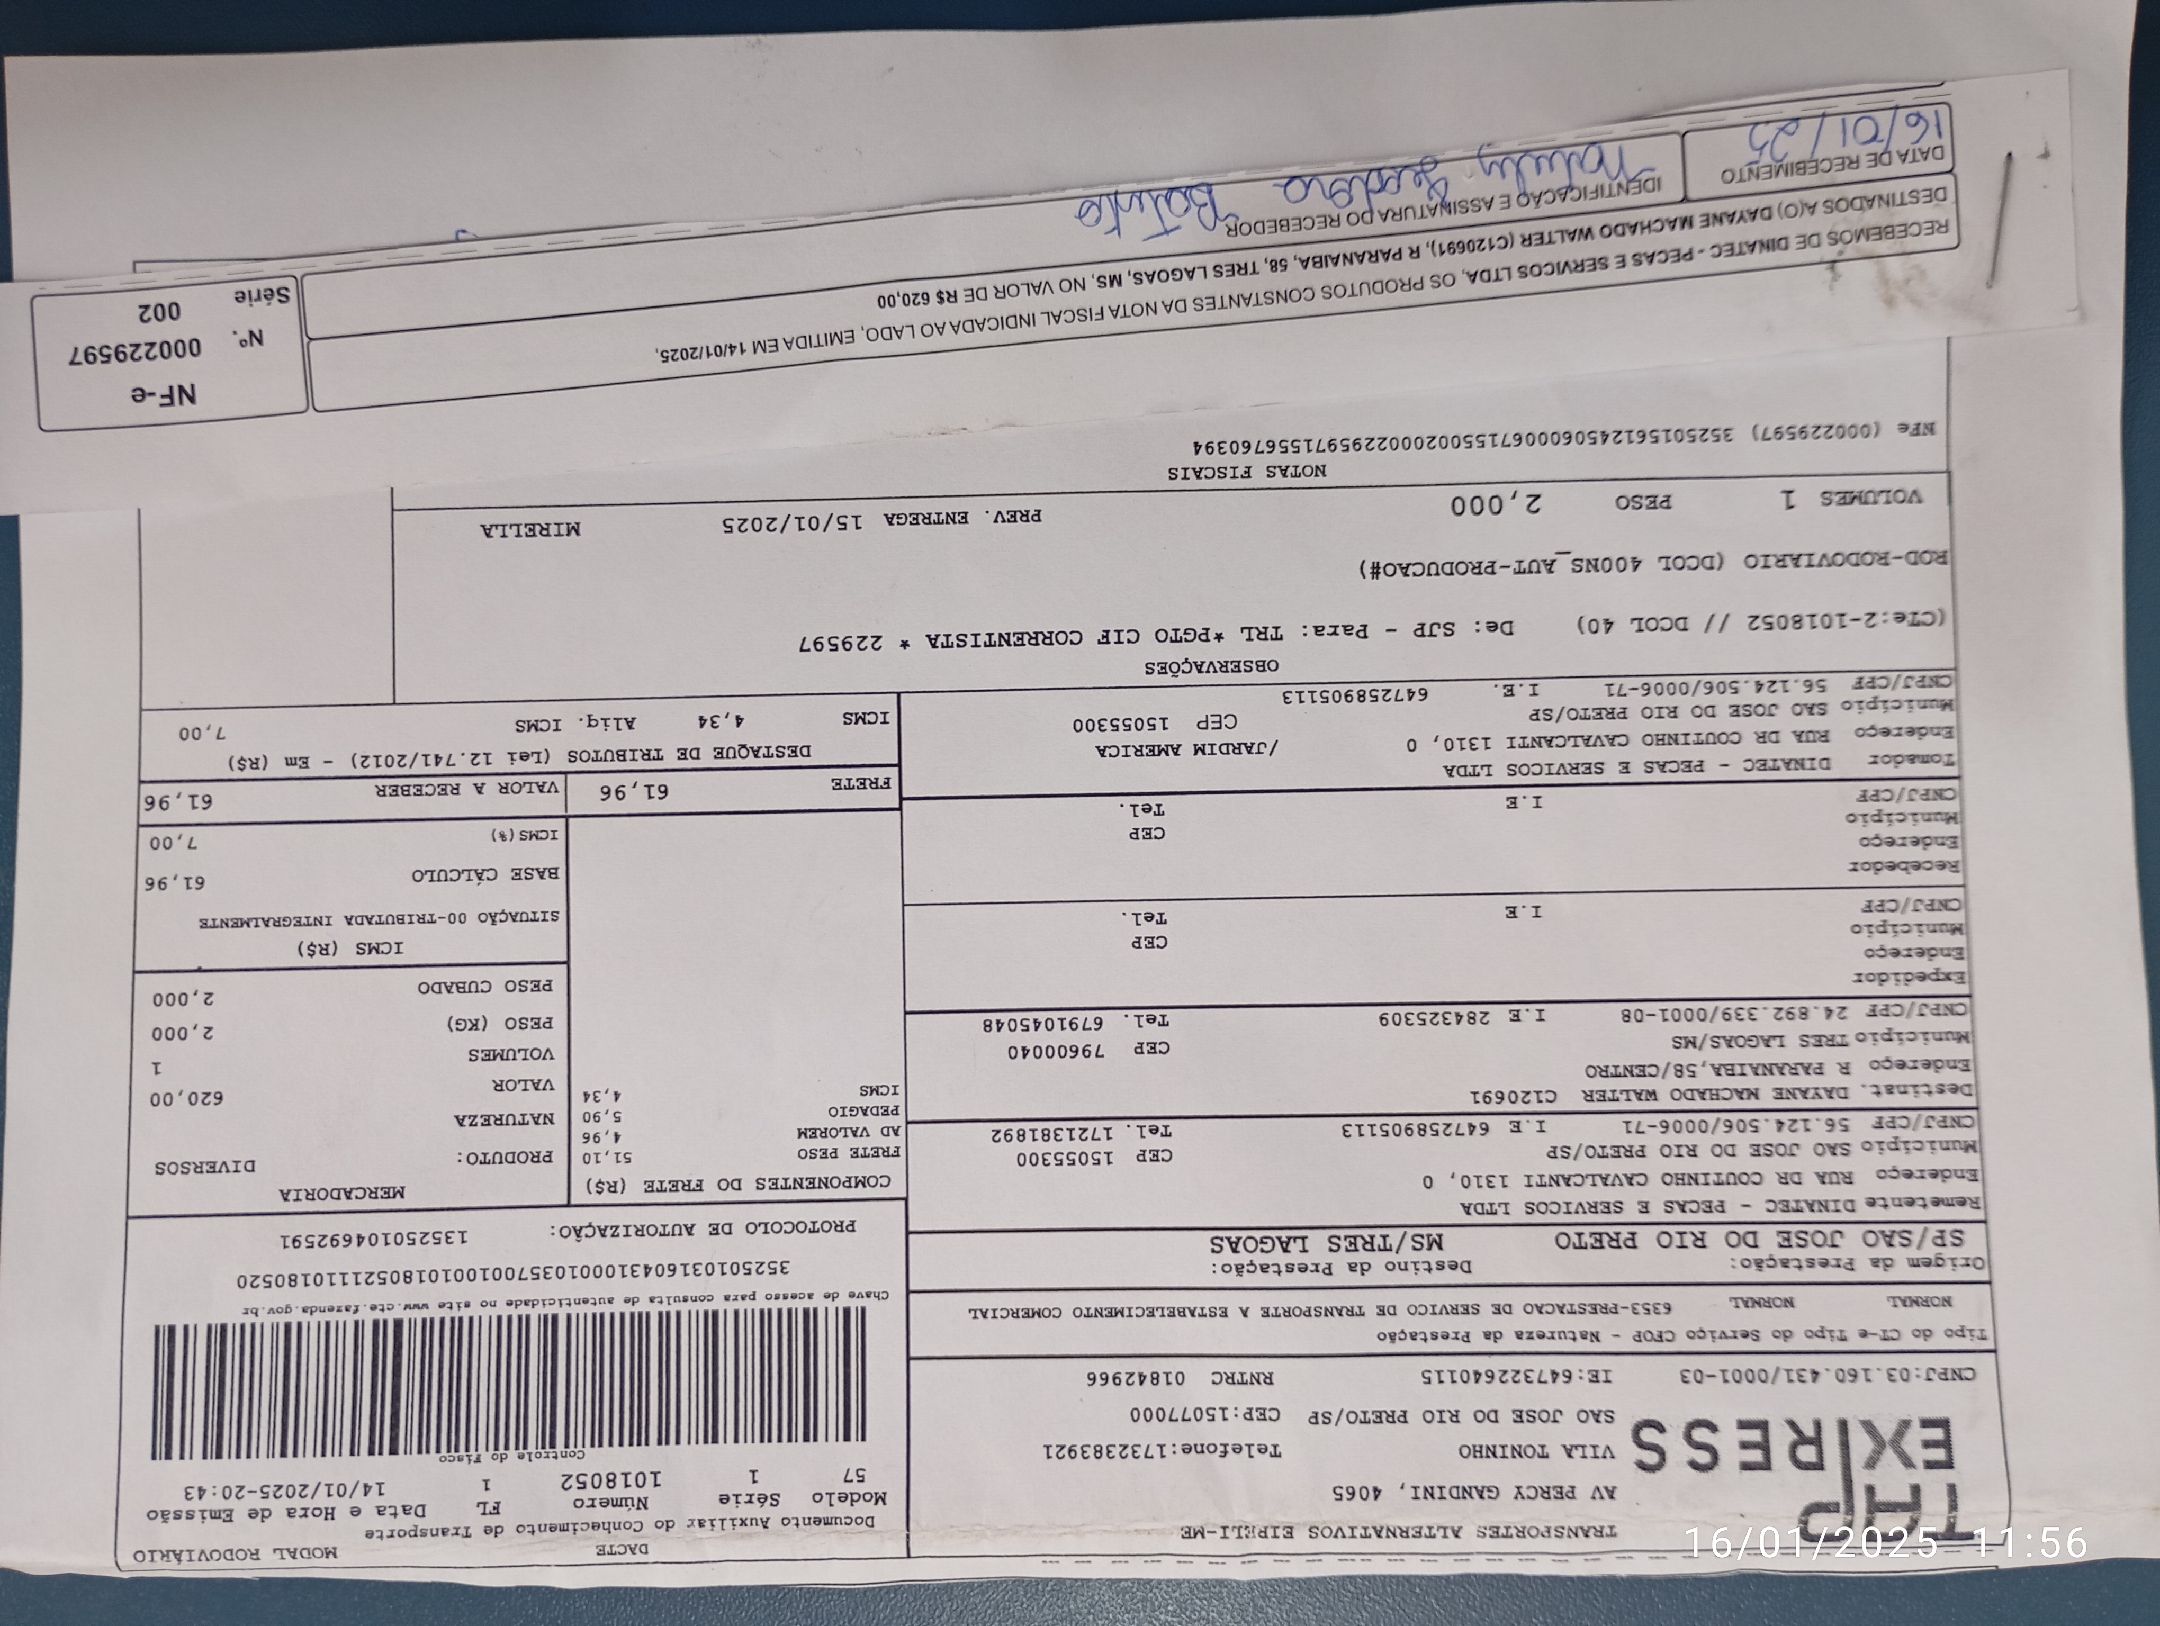 DACTE
MODAL RODOVIÁRIO
TRANSPORTES ALTERNATIVOS EIRELI-ME
Documento Auxiliar do Conhecimento de Transporte
TAP
EXPRESS
AV PERCY GANDINI, 4065
Modelo Série Número FL Data e Hora de Emissão
57 1 1018052 1 14/01/2025-20:43
VILA TONINHO Telefone:1732383921
Controle do Fisco
SAO JOSE DO RIO PRETO/SP CEP:15077000
CNPJ:03.160.431/0001-03 IE:647322640115 RNTRC 01842966
Tipo do CT-e Tipo do Serviço CFOP - Natureza da Prestação
NORMAL NORMAL 6353-PRESTACAO DE SERVICO DE TRANSPORTE A ESTABELECIMENTO COMERCIAL
Chave de acesso para consulta de autenticidade no site www.cte.fazenda.gov.br
35250103160431000103570010010180521110180520
Origem da Prestação: Destino da Prestação:
SP/SAO JOSE DO RIO PRETO MS/TRES LAGOAS
PROTOCOLO DE AUTORIZAÇÃO: 135250104692591
Remetente DINATEC - PECAS E SERVICOS LTDA
Endereço RUA DR COUTINHO CAVALCANTI 1310, 0
Município SAO JOSE DO RIO PRETO/SP CEP 15055300
CNPJ/CPF 56.124.506/0006-71 I.E 647258905113 Tel. 1721381892
Destinat. DAYANE MACHADO WALTER C120691
Endereço R PARANAIBA,58/CENTRO
Município TRES LAGOAS/MS CEP 79600040
CNPJ/CPF 24.892.339/0001-08 I.E 284325309 Tel. 6791045048
Expedidor
Endereço
Município CEP
CNPJ/CPF I.E Tel.
Recebedor
Endereço
Município CEP
CNPJ/CPF I.E Tel.
Tomador DINATEC - PECAS E SERVICOS LTDA
Endereço RUA DR COUTINHO CAVALCANTI 1310, 0 /JARDIM AMERICA
Município SAO JOSE DO RIO PRETO/SP CEP 15055300
CNPJ/CPF 56.124.506/0006-71 I.E. 647258905113
COMPONENTES DO FRETE (R$)
FRETE PESO 51,10
AD VALOREM 4,96
PEDAGIO 5,90
ICMS 4,34
MERCADORIA
PRODUTO: DIVERSOS
NATUREZA
VALOR 620,00
VOLUMES 1
PESO (KG) 2,000
PESO CUBADO 2,000
ICMS (R$)
SITUAÇÃO 00-TRIBUTADA INTEGRALMENTE
BASE CÁLCULO 61,96
ICMS(%) 7,00
FRETE 61,96 VALOR A RECEBER 61,96
DESTAQUE DE TRIBUTOS (Lei 12.741/2012) - Em (R$)
ICMS 4,34 Aliq. ICMS 7,00
OBSERVAÇÕES
(CTe:2-1018052 // DCOL 40) De: SJP - Para: TRL *PGTO CIF CORRENTISTA * 229597
ROD-RODOVIARIO (DCOL 400NS_AUT-PRODUCAO#)
VOLUMES 1 PESO 2,000 PREV. ENTREGA 15/01/2025 MIRELLA
NOTAS FISCAIS
NFe (000229597) 35250156124506000671550020002295971556760394
RECEBEMOS DE DINATEC - PECAS E SERVICOS LTDA, OS PRODUTOS CONSTANTES DA NOTA FISCAL INDICADA AO LADO, EMITIDA EM 14/01/2025,
DESTINADOS A(O) DAYANE MACHADO WALTER (C120691), R PARANAIBA, 58, TRES LAGOAS, MS, NO VALOR DE R$ 620,00
DATA DE RECEBIMENTO
16/01/25
IDENTIFICAÇÃO E ASSINATURA DO RECEBEDOR
NF-e
Nº. 000229597
Série 002
16/01/2025 11:56